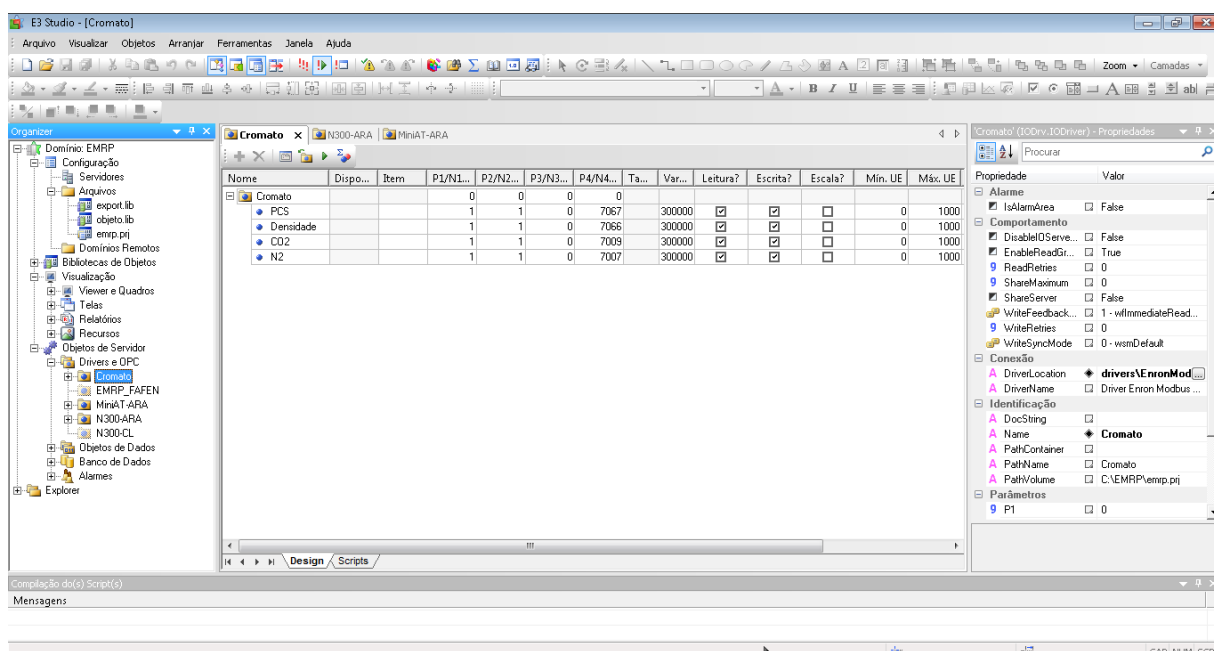 E3 Studio - [Cromato]
Arquivo Visualizar Objetos Arranjar Ferramentas Janela Ajuda
Zoom Camadas
Organizer
Domínio: EMRP
Configuração
Servidores
Arquivos
export.lib
objeto.lib
emrp.prj
Domínios Remotos
Bibliotecas de Objetos
Visualização
Viewer e Quadros
Telas
Relatórios
Recursos
Objetos de Servidor
Drivers e OPC
Cromato
EMRP_FAFEN
MiniAT-ARA
N300-ARA
N300-CL
Objetos de Dados
Banco de Dados
Alarmes
Explorer
Cromato N300-ARA MiniAT-ARA
Nome Dispo... Item P1/N1... P2/N2... P3/N3... P4/N4... Ta... Var... Leitura? Escrita? Escala? Mín. UE Máx. UE
Cromato 0 0 0 0
PCS 1 1 0 7067 300000 0 1000
Densidade 1 1 0 7066 300000 0 1000
CO2 1 1 0 7009 300000 0 1000
N2 1 1 0 7007 300000 0 1000
Design Scripts
'Cromato' (IODrv.IODriver) - Propriedades
Procurar
Propriedade Valor
Alarme
IsAlarmArea False
Comportamento
DisableIOServe... False
EnableReadGr... True
ReadRetries 0
ShareMaximum 0
ShareServer False
WriteFeedback... 1 - wfImmediateRead...
WriteRetries 0
WriteSyncMode 0 - wsmDefault
Conexão
DriverLocation drivers\EnronMod ...
DriverName Driver Enron Modbus ...
Identificação
DocString
Name Cromato
PathContainer
PathName Cromato
PathVolume C:\EMRP\emrp.prj
Parâmetros
P1 0
Compilação do(s) Script(s)
Mensagens